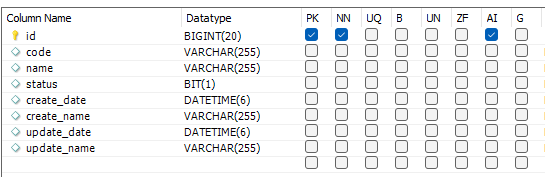 Column Name Datatype PK NN UQ B UN ZF AI G
id BIGINT(20)
code VARCHAR(255)
name VARCHAR(255)
status BIT(1)
create_date DATETIME(6)
create_name VARCHAR(255)
update_date DATETIME(6)
update_name VARCHAR(255)